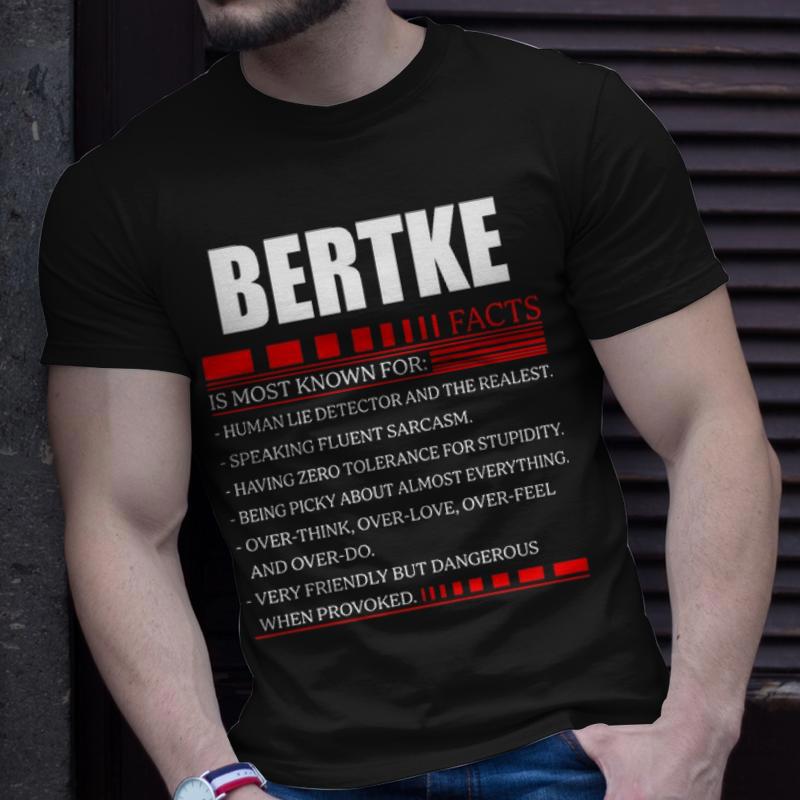 BERTKE
FACTS
IS MOST KNOWN FOR:
- HUMAN LIE DETECTOR AND THE REALEST.
- SPEAKING FLUENT SARCASM.
- HAVING ZERO TOLERANCE FOR STUPIDITY.
- BEING PICKY ABOUT ALMOST EVERYTHING.
- OVER-THINK, OVER-LOVE, OVER-FEEL
AND OVER-DO.
- VERY FRIENDLY BUT DANGEROUS
WHEN PROVOKED.